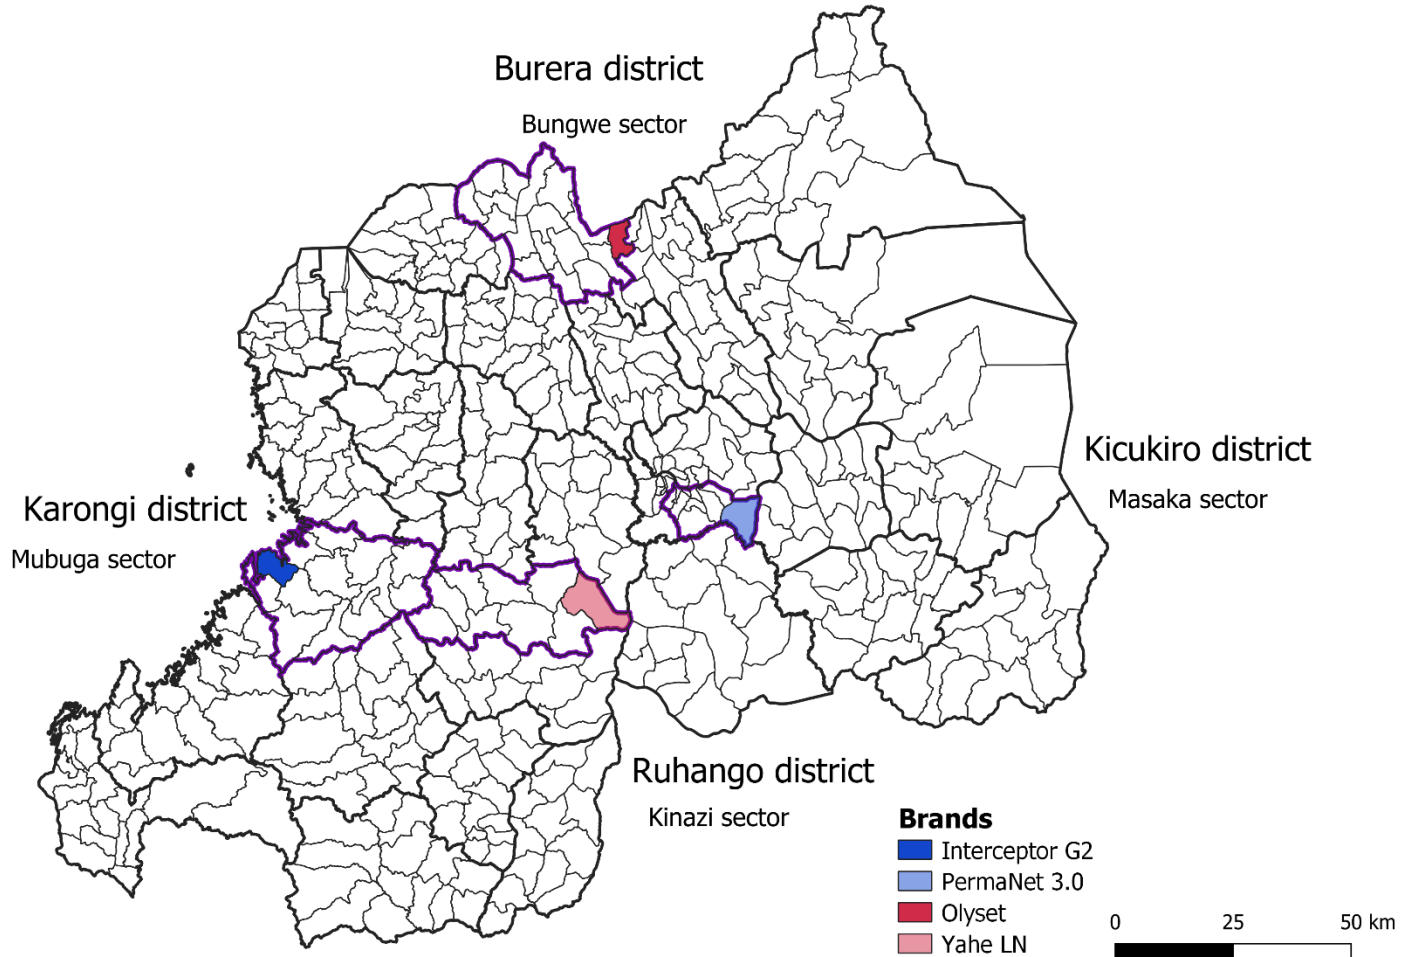 Burera district
Bungwe sector
Kicukiro district
Masaka sector
Karongi district
Mubuga sector
Ruhango district
Kinazi sector
Brands
Interceptor G2
PermaNet 3.0
Olyset
Yahe LN
0 25 50 km